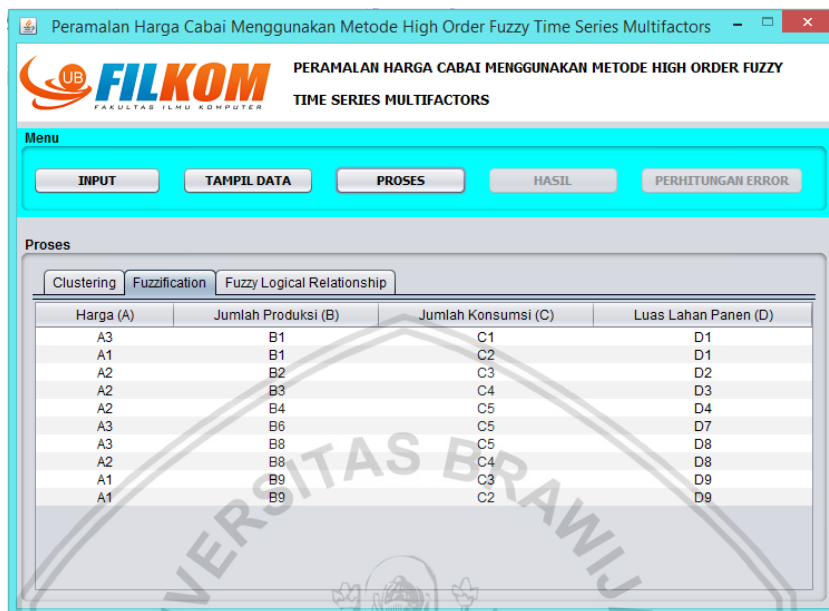 Peramalan Harga Cabai Menggunakan Metode High Order Fuzzy Time Series Multifactors
UB FILKOM
FAKULTAS ILMU KOMPUTER
PERAMALAN HARGA CABAI MENGGUNAKAN METODE HIGH ORDER FUZZY
TIME SERIES MULTIFACTORS
Menu
INPUT TAMPIL DATA PROSES HASIL PERHITUNGAN ERROR
Proses
Clustering Fuzzification Fuzzy Logical Relationship
Harga (A) Jumlah Produksi (B) Jumlah Konsumsi (C) Luas Lahan Panen (D)
A3 B1 C1 D1
A1 B1 C2 D1
A2 B2 C3 D2
A2 B3 C4 D3
A2 B4 C5 D4
A3 B6 C5 D7
A3 B8 C5 D8
A2 B8 C4 D8
A1 B9 C3 D9
A1 B9 C2 D9
VERSITAS BRAWIJ